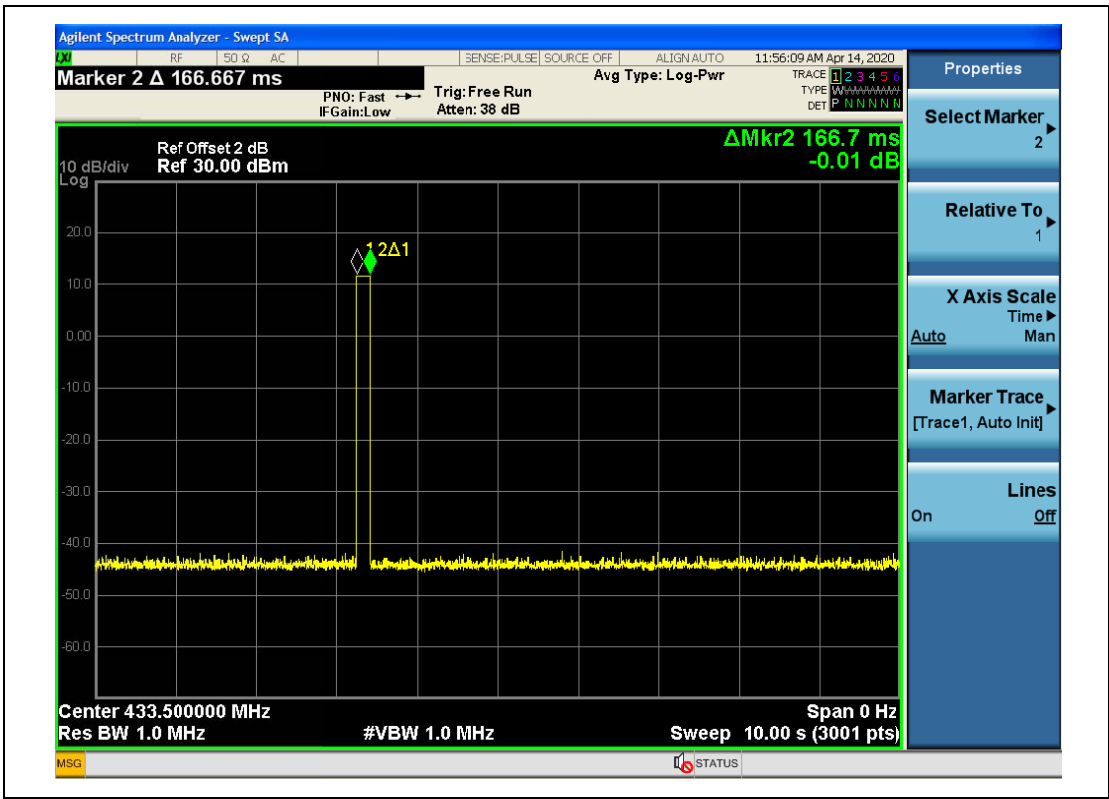 Agilent Spectrum Analyzer - Swept SA
LXI RF 50 Ω AC SENSE:PULSE SOURCE OFF ALIGN AUTO 11:56:09 AM Apr 14, 2020
Marker 2 Δ 166.667 ms
PNO: Fast
IFGain:Low
Trig: Free Run
Atten: 38 dB
Avg Type: Log-Pwr
TRACE 1 2 3 4 5 6
TYPE WWWWWW
DET P N N N N N
ΔMkr2 166.7 ms
-0.01 dB
Ref Offset 2 dB
10 dB/div Ref 30.00 dBm
Log
20.0
10.0
0.00
-10.0
-20.0
-30.0
-40.0
-50.0
-60.0
1 2Δ1
Center 433.500000 MHz Span 0 Hz
Res BW 1.0 MHz #VBW 1.0 MHz Sweep 10.00 s (3001 pts)
MSG STATUS
Properties
Select Marker
2
Relative To
1
X Axis Scale
Time
Auto Man
Marker Trace
[Trace1, Auto Init]
Lines
On Off